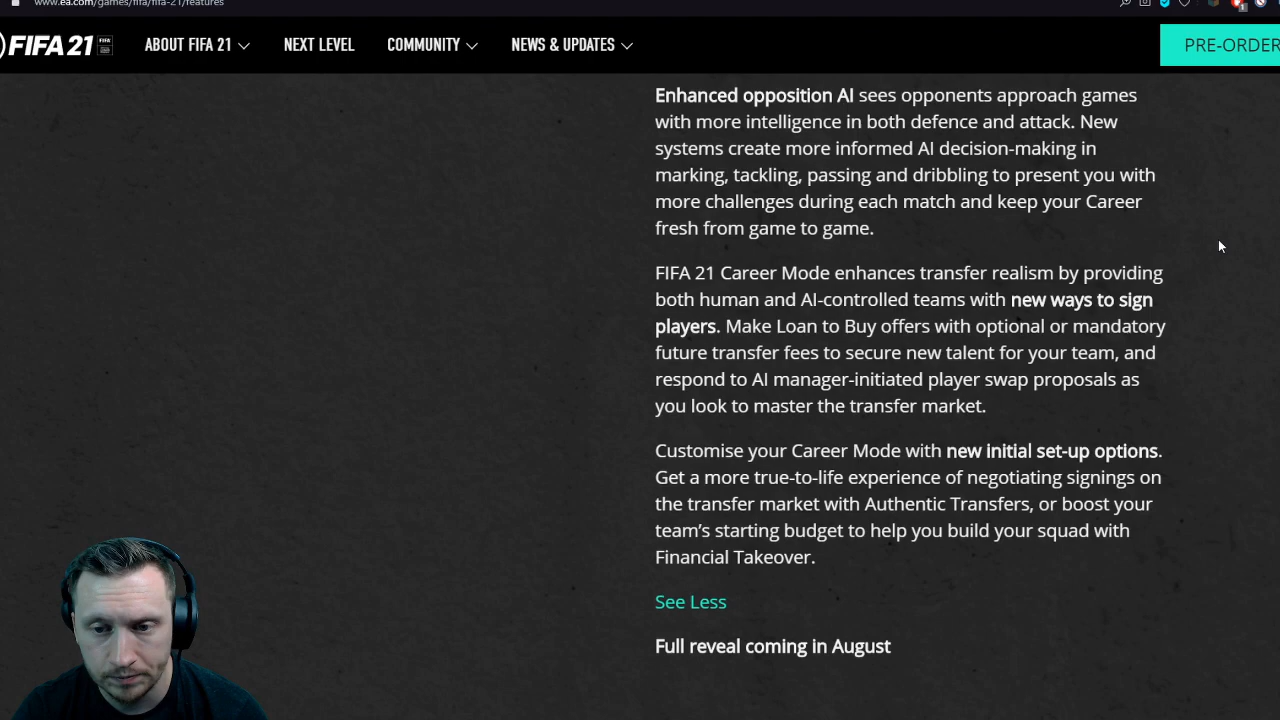 www.ea.com/games/fifa/fifa-21/features
FIFA 21
ABOUT FIFA 21
NEXT LEVEL
COMMUNITY
NEWS & UPDATES
PRE-ORDER
Enhanced opposition AI sees opponents approach games
with more intelligence in both defence and attack. New
systems create more informed AI decision-making in
marking, tackling, passing and dribbling to present you with
more challenges during each match and keep your Career
fresh from game to game.
FIFA 21 Career Mode enhances transfer realism by providing
both human and AI-controlled teams with new ways to sign
players. Make Loan to Buy offers with optional or mandatory
future transfer fees to secure new talent for your team, and
respond to AI manager-initiated player swap proposals as
you look to master the transfer market.
Customise your Career Mode with new initial set-up options.
Get a more true-to-life experience of negotiating signings on
the transfer market with Authentic Transfers, or boost your
team's starting budget to help you build your squad with
Financial Takeover.
See Less
Full reveal coming in August